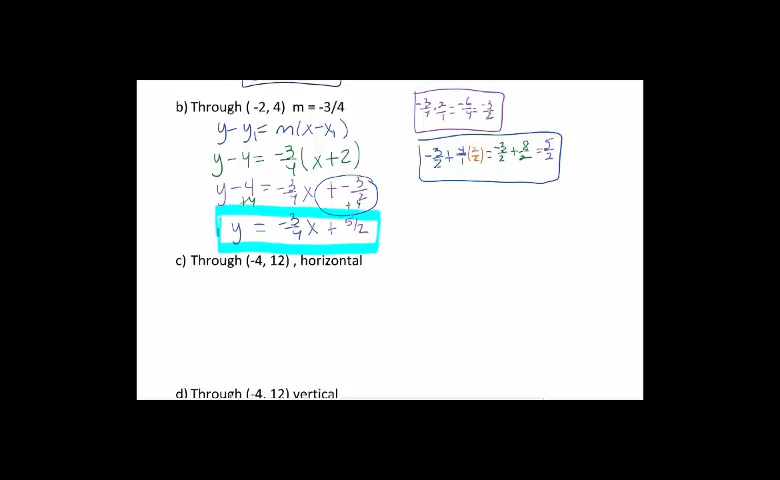 b) Through ( -2, 4)  m = -3/4
y - y₁ = m(x - x₁)
y - 4 = -3/4 (x + 2)
y - 4 = -3/4 x + -3/2
+4 +4
y = -3/4 x + 5/2
-3/4 · 2/1 = -6/4 = -3/2
-3/2 + 4/1 (2/2) = -3/2 + 8/2 = 5/2
c) Through (-4, 12) , horizontal
d) Through (-4, 12) vertical